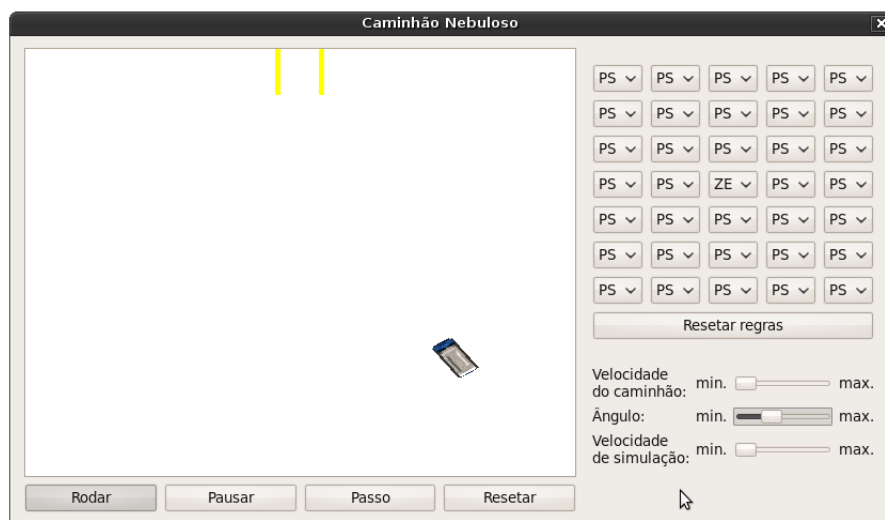 Caminhão Nebuloso
PS PS PS PS PS
PS PS PS PS PS
PS PS PS PS PS
PS PS ZE PS PS
PS PS PS PS PS
PS PS PS PS PS
PS PS PS PS PS
Resetar regras
Velocidade
do caminhão: min. max.
Ângulo: min. max.
Velocidade
de simulação: min. max.
Rodar Pausar Passo Resetar